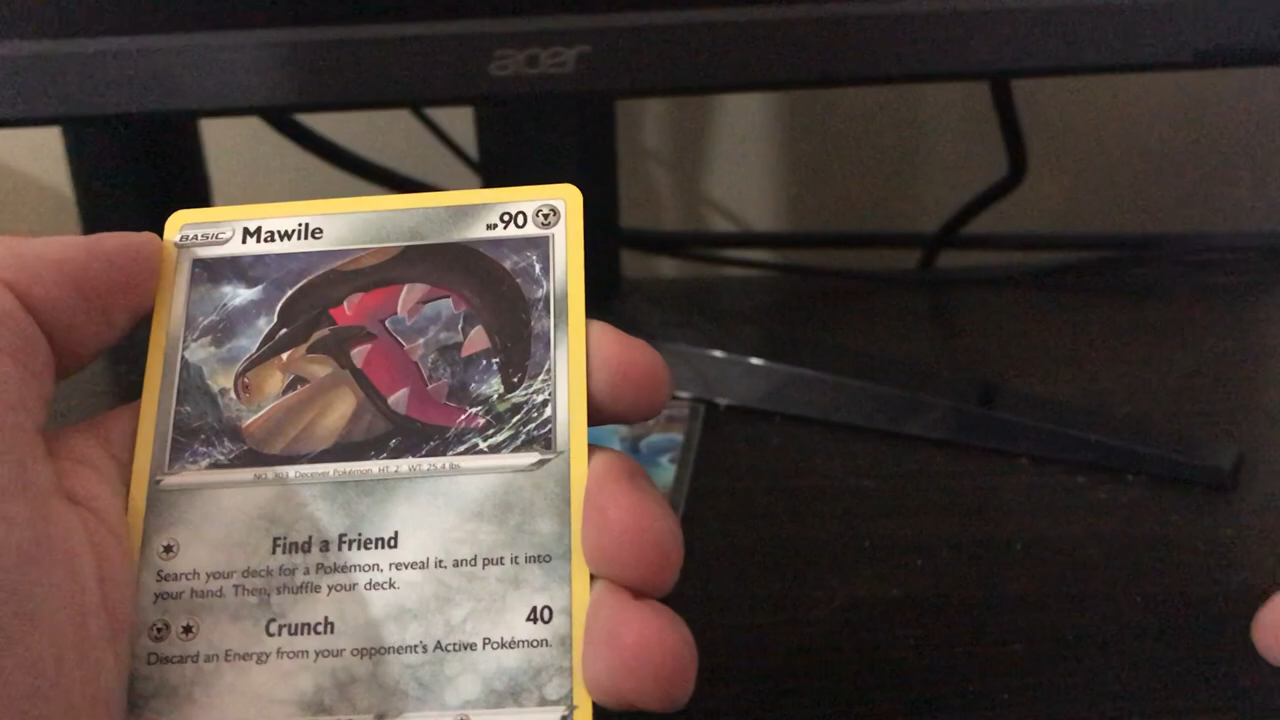 acer
BASIC Mawile HP 90
NO. 303 Decever Pokémon HT: 2' WT: 25.4 lbs.
Find a Friend
Search your deck for a Pokémon, reveal it, and put it into
your hand. Then, shuffle your deck.
Crunch 40
Discard an Energy from your opponent's Active Pokémon.